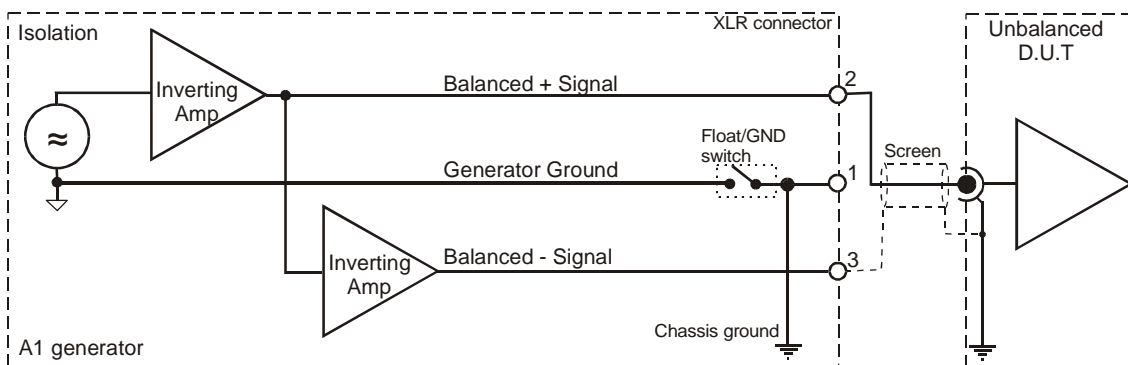 Isolation
XLR connector
Unbalanced
D.U.T
Inverting
Amp
Balanced + Signal
2
Float/GND
switch
Screen
≈
Generator Ground
1
Inverting
Amp
Balanced - Signal
3
Chassis ground
A1 generator